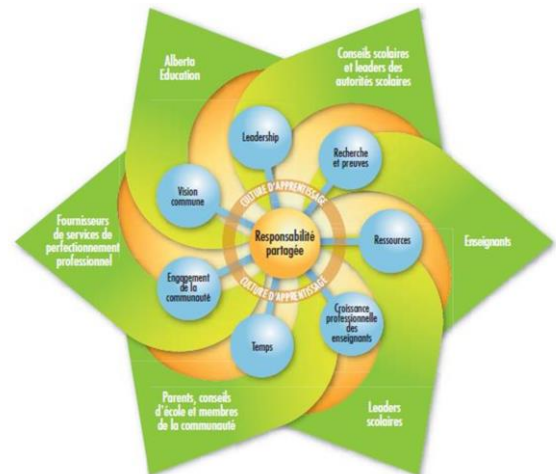 Alberta
Education
Conseils scolaires
et leaders des
autorités scolaires
Leadership
Recherche
et preuves
Vision
commune
CULTURE D'APPRENTISSAGE
Fournisseurs
de services de
perfectionnement
professionnel
Responsabilité
partagée
Ressources
Enseignants
Engagement
de la
communauté
CULTURE D'APPRENTISSAGE
Croissance
professionnelle
des
enseignants
Temps
Parents, conseils
d'école et membres
de la communauté
Leaders
scolaires